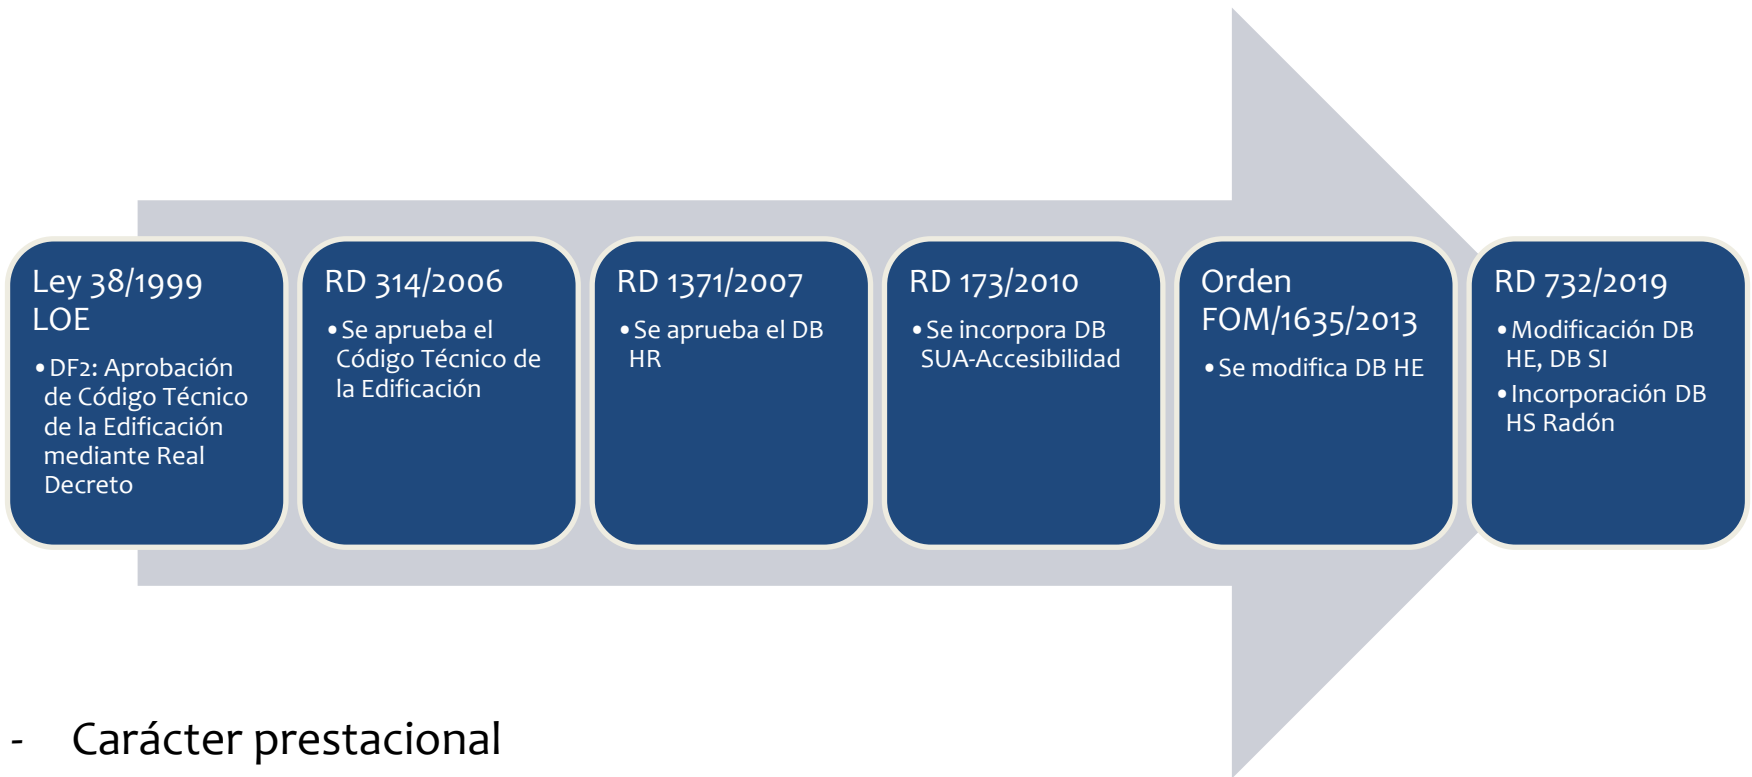 Ley 38/1999
LOE
•DF2: Aprobación
de Código Técnico
de la Edificación
mediante Real
Decreto
RD 314/2006
•Se aprueba el
Código Técnico de
la Edificación
RD 1371/2007
•Se aprueba el DB
HR
RD 173/2010
•Se incorpora DB
SUA-Accesibilidad
Orden
FOM/1635/2013
•Se modifica DB HE
RD 732/2019
•Modificación DB
HE, DB SI
•Incorporación DB
HS Radón
- Carácter prestacional